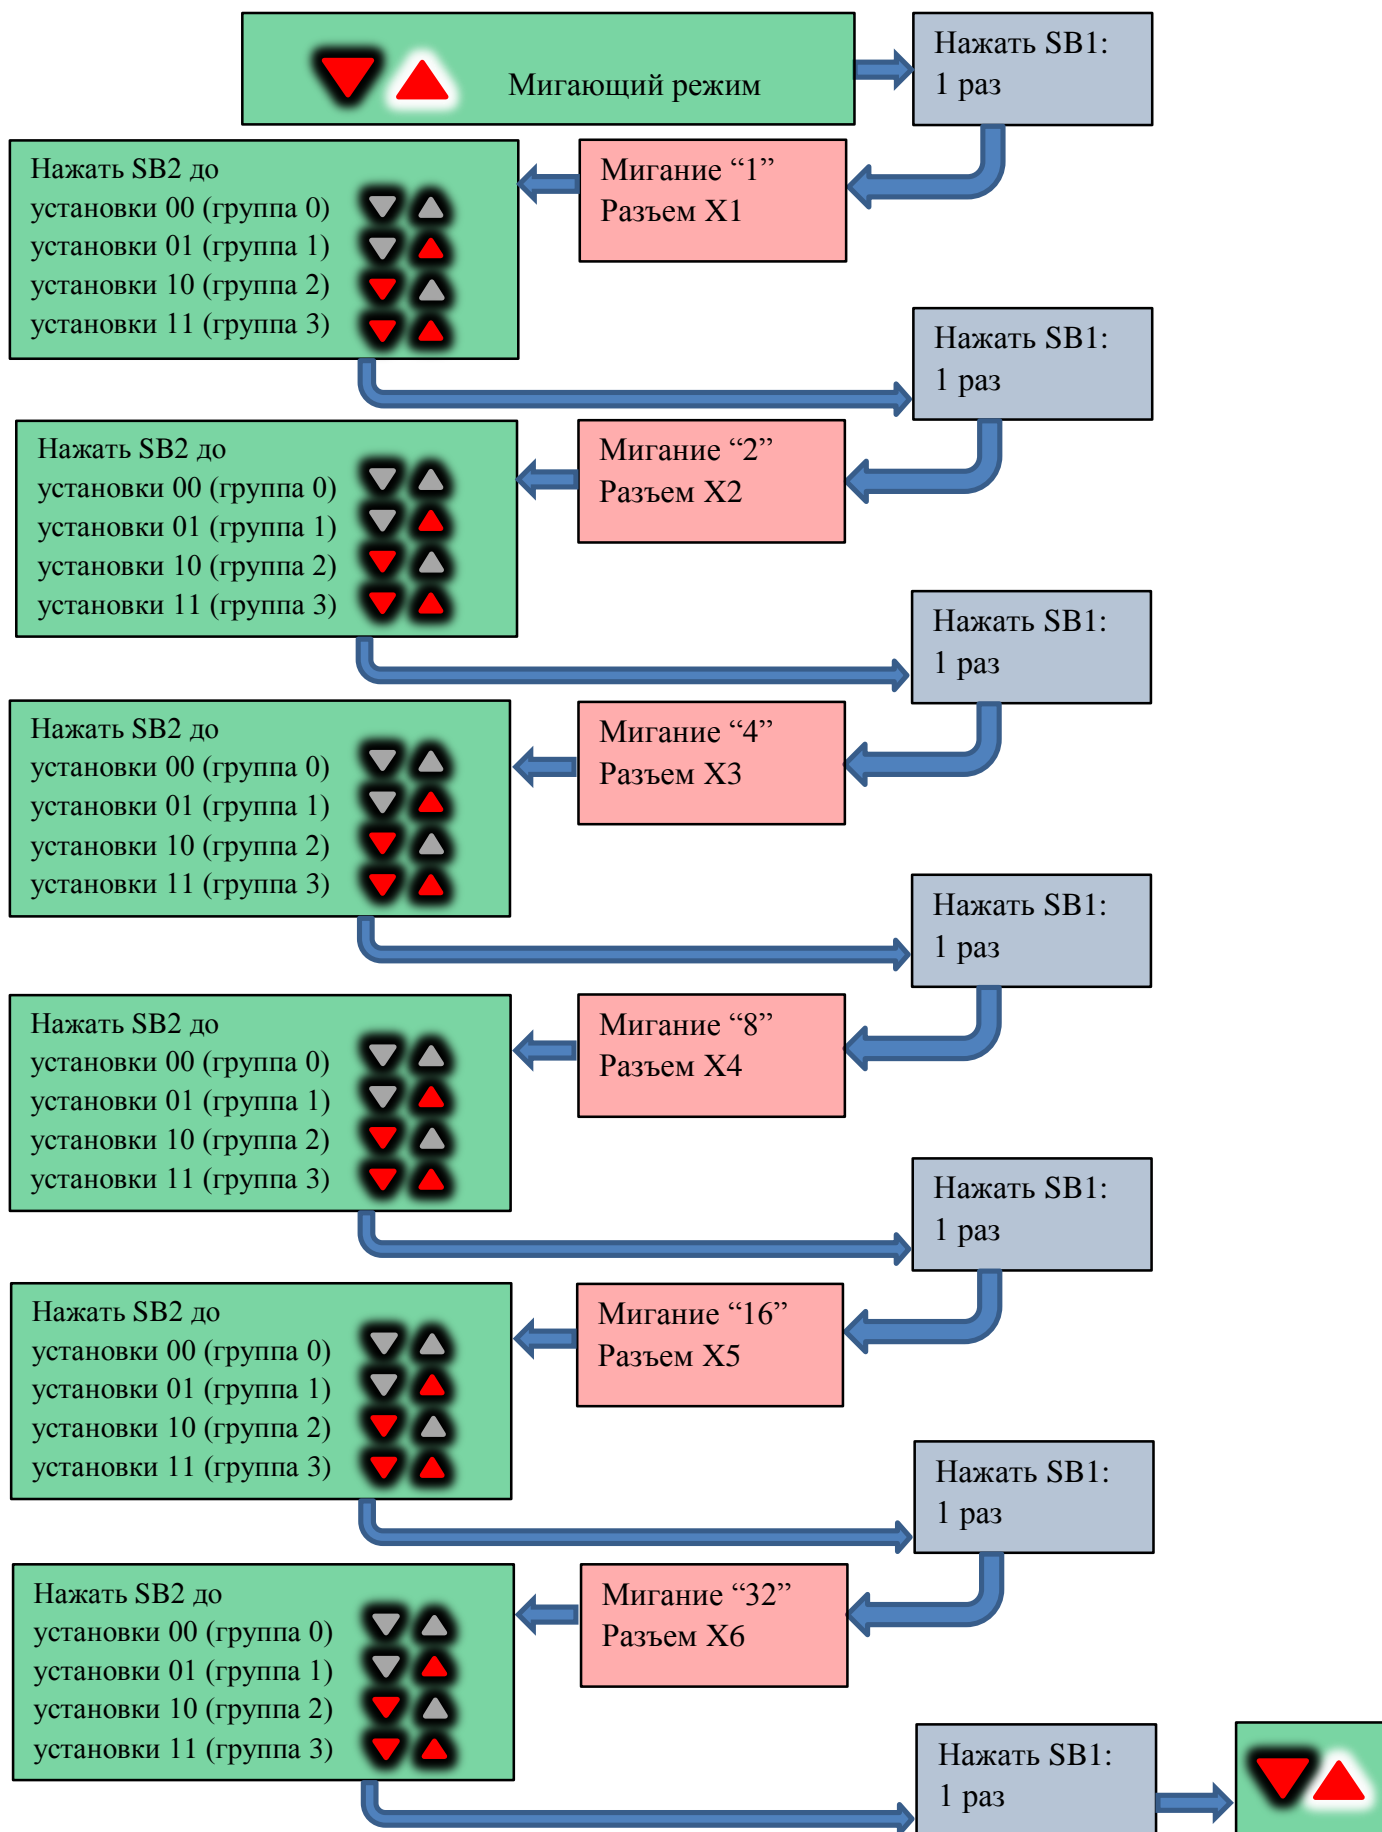 Мигающий режим
Нажать SB1:
1 раз
Мигание “1”
Разъем X1
Нажать SB2 до
установки 00 (группа 0)
установки 01 (группа 1)
установки 10 (группа 2)
установки 11 (группа 3)
Нажать SB1:
1 раз
Мигание “2”
Разъем X2
Нажать SB2 до
установки 00 (группа 0)
установки 01 (группа 1)
установки 10 (группа 2)
установки 11 (группа 3)
Нажать SB1:
1 раз
Мигание “4”
Разъем X3
Нажать SB2 до
установки 00 (группа 0)
установки 01 (группа 1)
установки 10 (группа 2)
установки 11 (группа 3)
Нажать SB1:
1 раз
Мигание “8”
Разъем X4
Нажать SB2 до
установки 00 (группа 0)
установки 01 (группа 1)
установки 10 (группа 2)
установки 11 (группа 3)
Нажать SB1:
1 раз
Мигание “16”
Разъем X5
Нажать SB2 до
установки 00 (группа 0)
установки 01 (группа 1)
установки 10 (группа 2)
установки 11 (группа 3)
Нажать SB1:
1 раз
Мигание “32”
Разъем X6
Нажать SB2 до
установки 00 (группа 0)
установки 01 (группа 1)
установки 10 (группа 2)
установки 11 (группа 3)
Нажать SB1:
1 раз